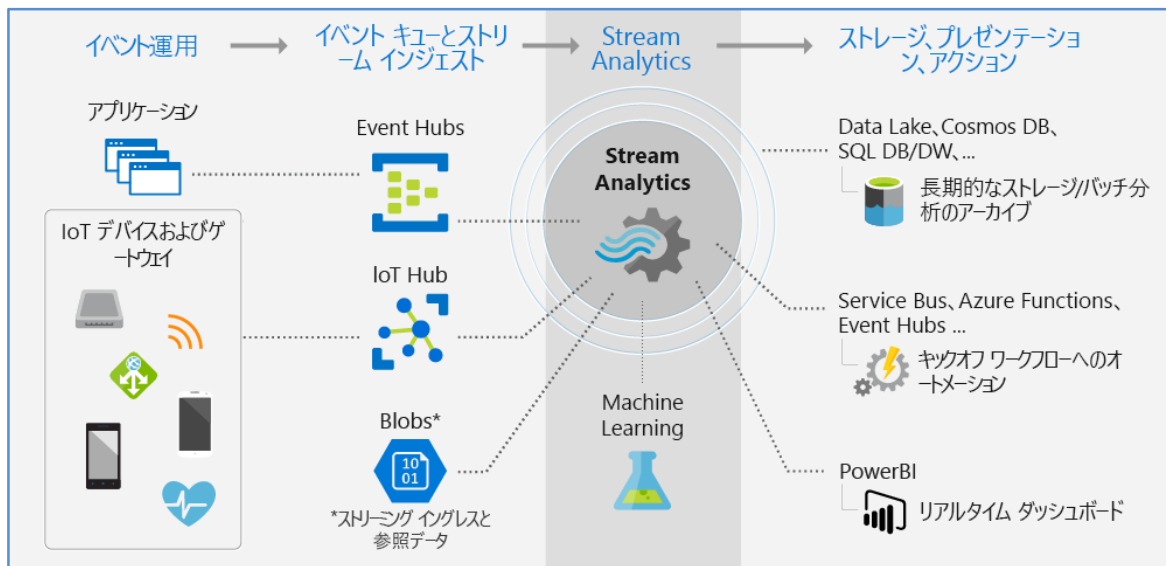 イベント運用
イベント キューとストリ
ーム インジェスト
Stream
Analytics
ストレージ、プレゼンテーショ
ン、アクション
アプリケーション
IoT デバイスおよびゲ
ートウェイ
Event Hubs
IoT Hub
Blobs*
10
01
*ストリーミング イングレスと
参照データ
Stream
Analytics
Machine
Learning
Data Lake、Cosmos DB、
SQL DB/DW、...
長期的なストレージ/バッチ分
析のアーカイブ
Service Bus、Azure Functions、
Event Hubs ...
キックオフ ワークフローへのオ
ートメーション
PowerBI
リアルタイム ダッシュボード